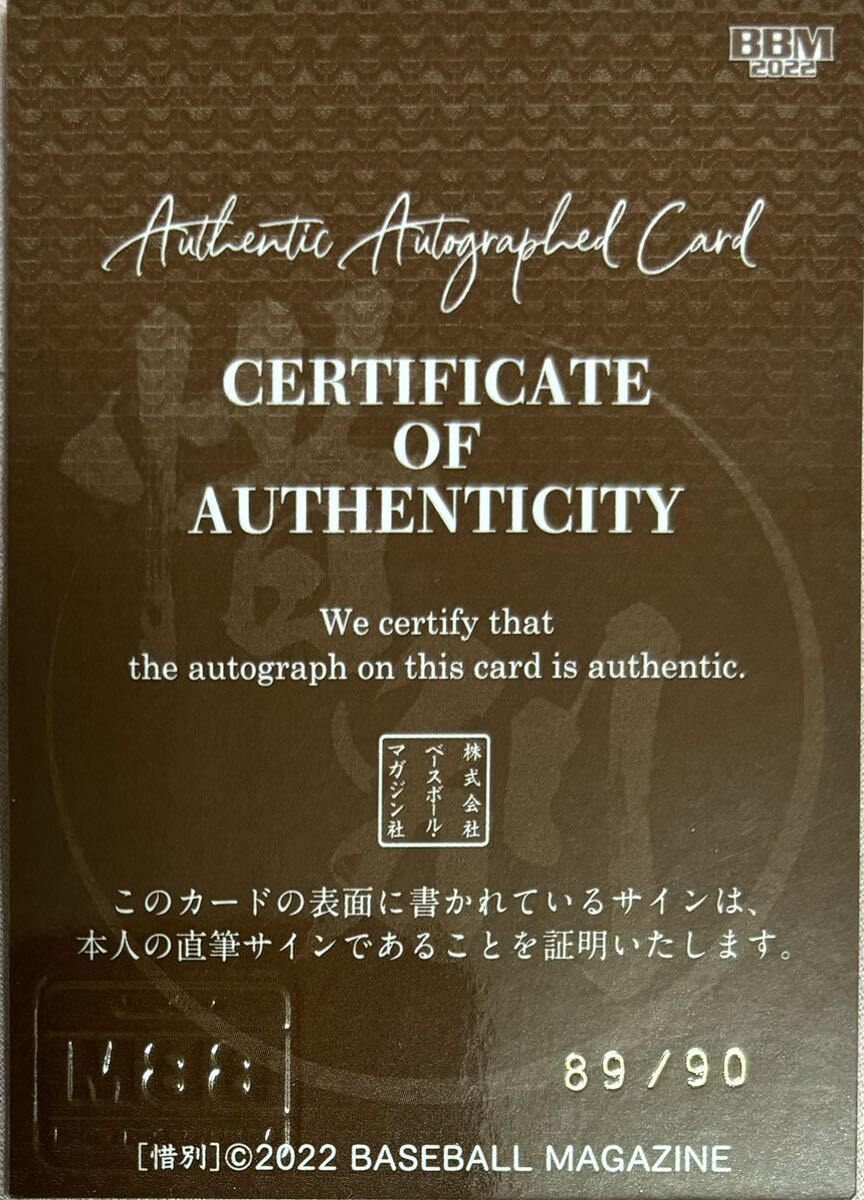 BBM
2022
Authentic Autographed Card
CERTIFICATE
OF
AUTHENTICITY
We certify that
the autograph on this card is authentic.
株式会社
ベースボール・
マガジン社
このカードの表面に書かれているサインは、
本人の直筆サインであることを証明いたします。
惜別
89/90
[惜別]©2022 BASEBALL MAGAZINE